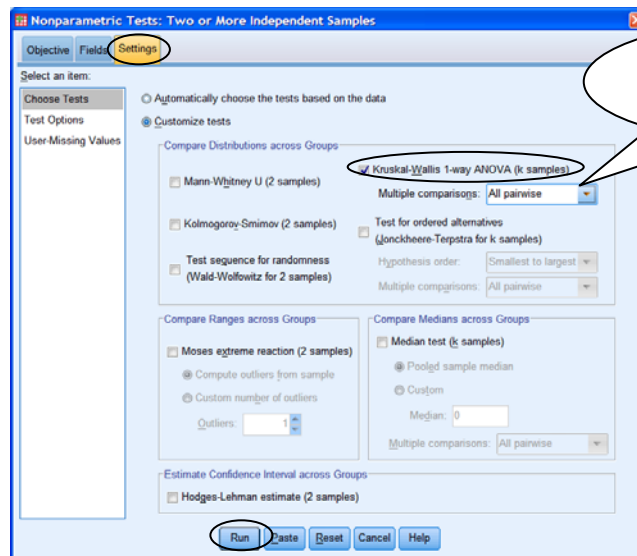 Nonparametric Tests: Two or More Independent Samples
Objective Fields Settings
Select an item:
Choose Tests
Test Options
User-Missing Values
Automatically choose the tests based on the data
Customize tests
Compare Distributions across Groups
Mann-Whitney U (2 samples)
Kolmogorov-Smirnov (2 samples)
Test sequence for randomness
(Wald-Wolfowitz for 2 samples)
Kruskal-Wallis 1-way ANOVA (k samples)
Multiple comparisons: All pairwise
Test for ordered alternatives
(Jonckheere-Terpstra for k samples)
Hypothesis order: Smallest to largest
Multiple comparisons: All pairwise
Compare Ranges across Groups
Moses extreme reaction (2 samples)
Compute outliers from sample
Custom number of outliers
Outliers: 1
Compare Medians across Groups
Median test (k samples)
Pooled sample median
Custom
Median: 0
Multiple comparisons: All pairwise
Estimate Confidence Interval across Groups
Hodges-Lehman estimate (2 samples)
Run Paste Reset Cancel Help